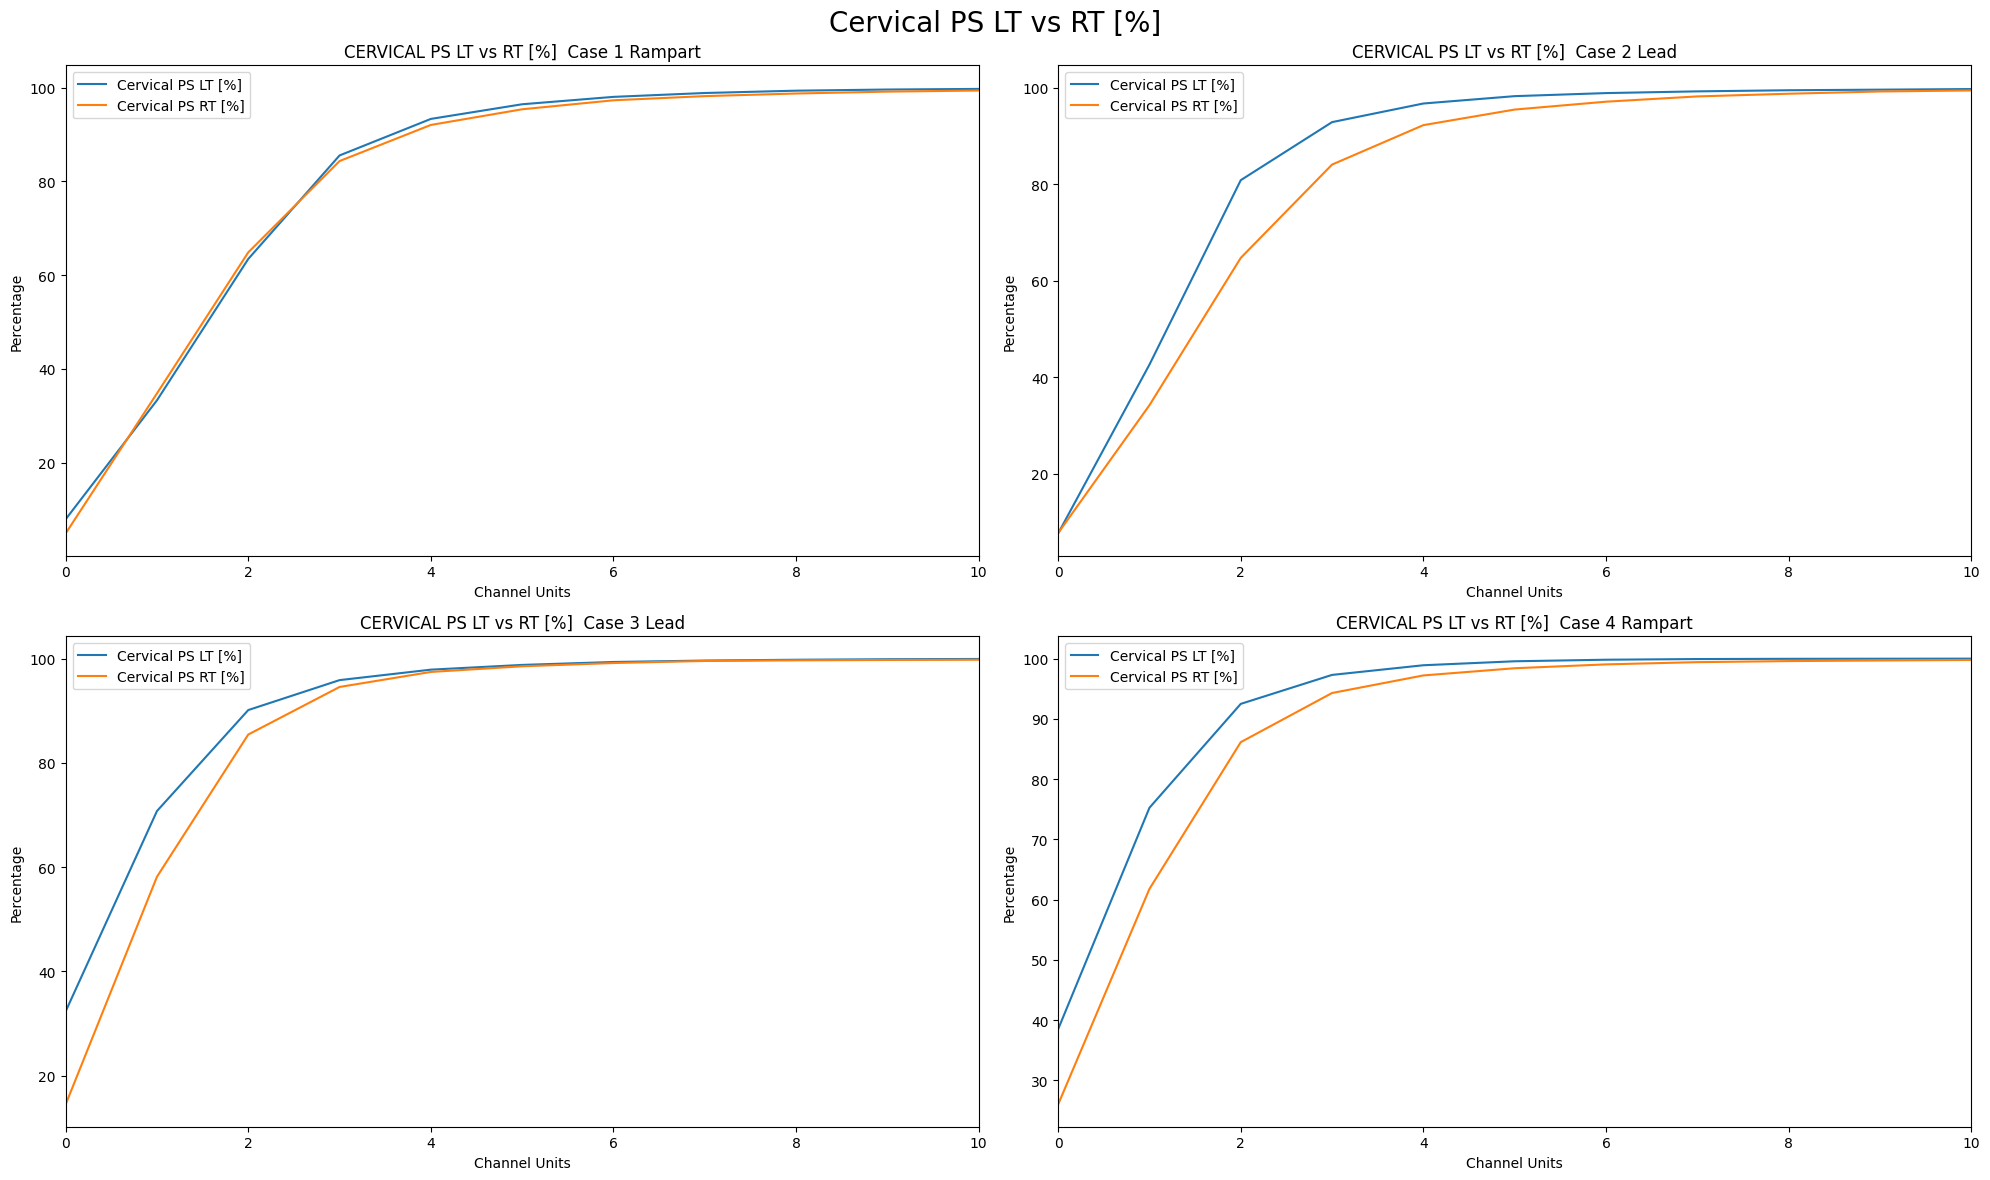 Cervical PS LT vs RT [%]
CERVICAL PS LT vs RT [%]  Case 1 Rampart
Cervical PS LT [%]
Cervical PS RT [%]
100
80
60
40
20
Percentage
0 2 4 6 8 10
Channel Units
CERVICAL PS LT vs RT [%]  Case 2 Lead
Cervical PS LT [%]
Cervical PS RT [%]
100
80
60
40
20
Percentage
0 2 4 6 8 10
Channel Units
CERVICAL PS LT vs RT [%]  Case 3 Lead
Cervical PS LT [%]
Cervical PS RT [%]
100
80
60
40
20
Percentage
0 2 4 6 8 10
Channel Units
CERVICAL PS LT vs RT [%]  Case 4 Rampart
Cervical PS LT [%]
Cervical PS RT [%]
100
90
80
70
60
50
40
30
Percentage
0 2 4 6 8 10
Channel Units